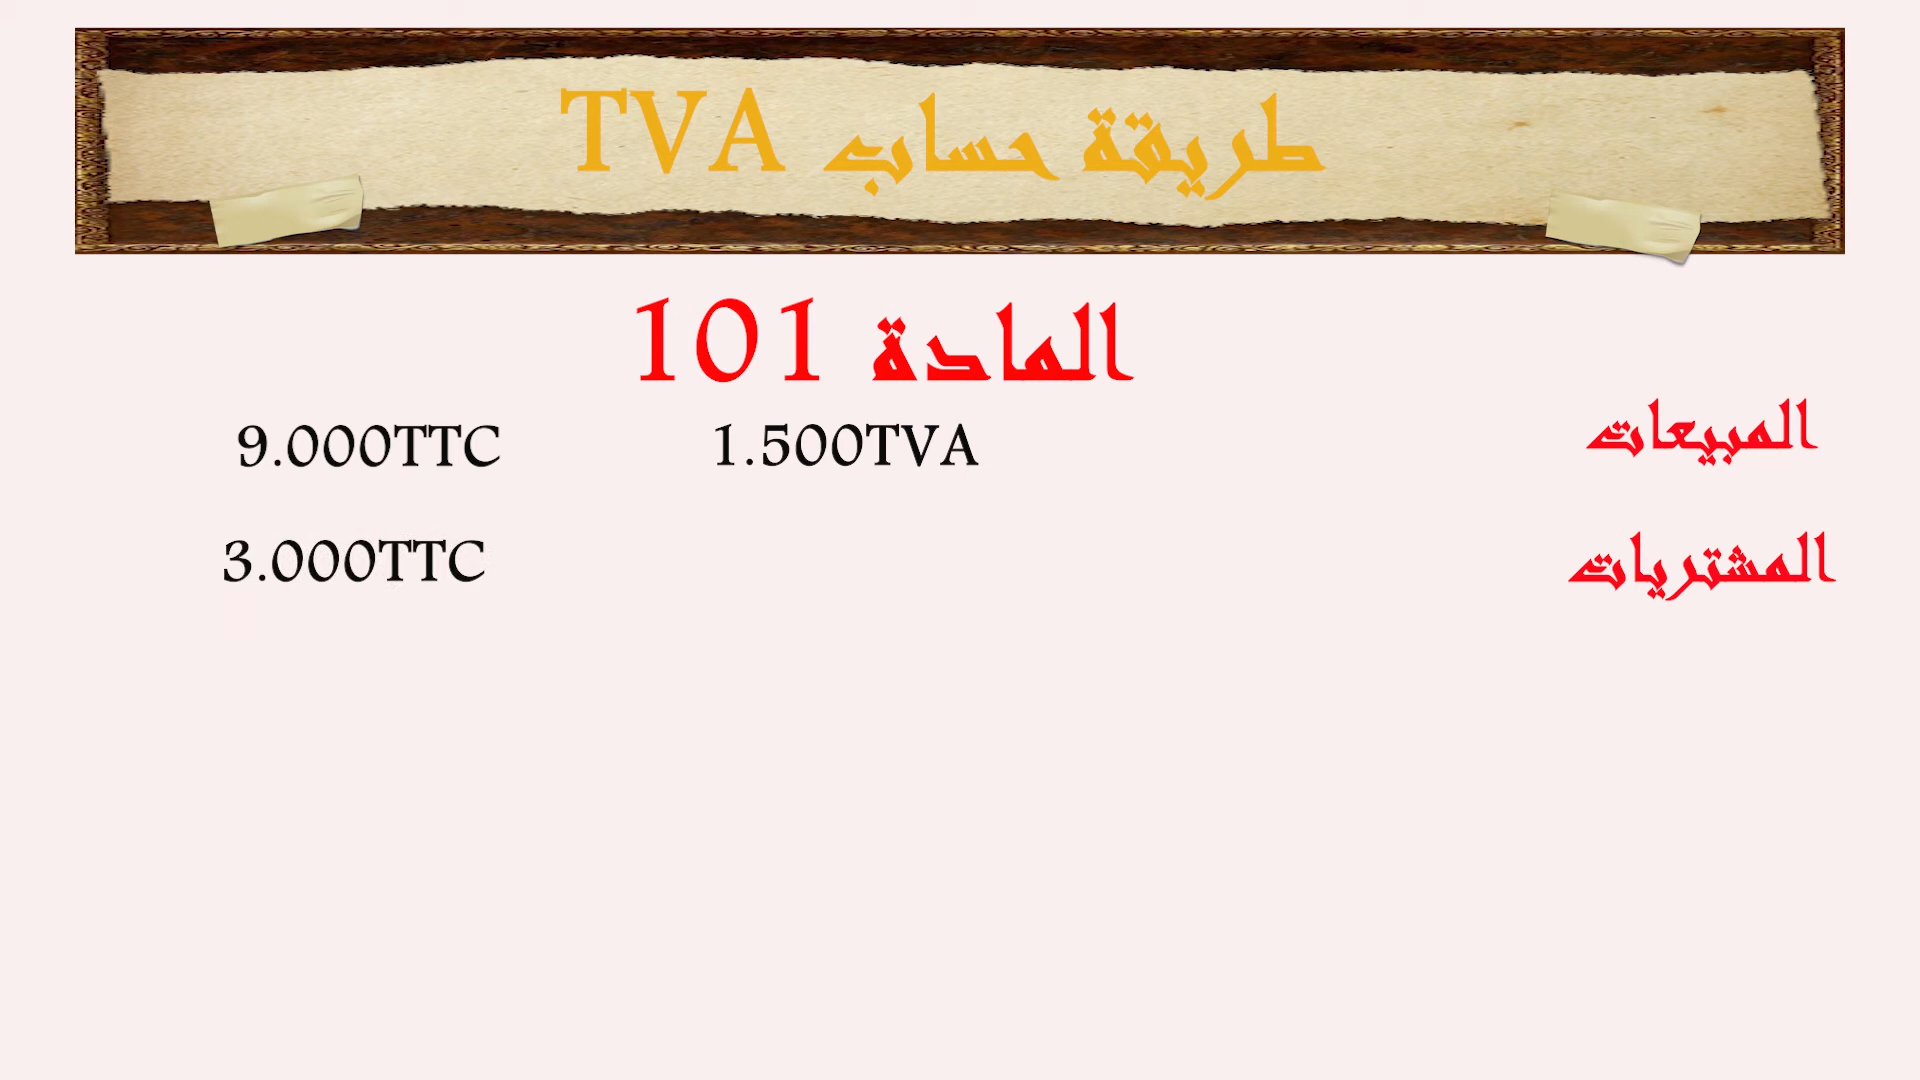 طريقة حساب TVA
المادة 101
المبيعات 1.500TVA 9.000TTC
المشتريات 3.000TTC